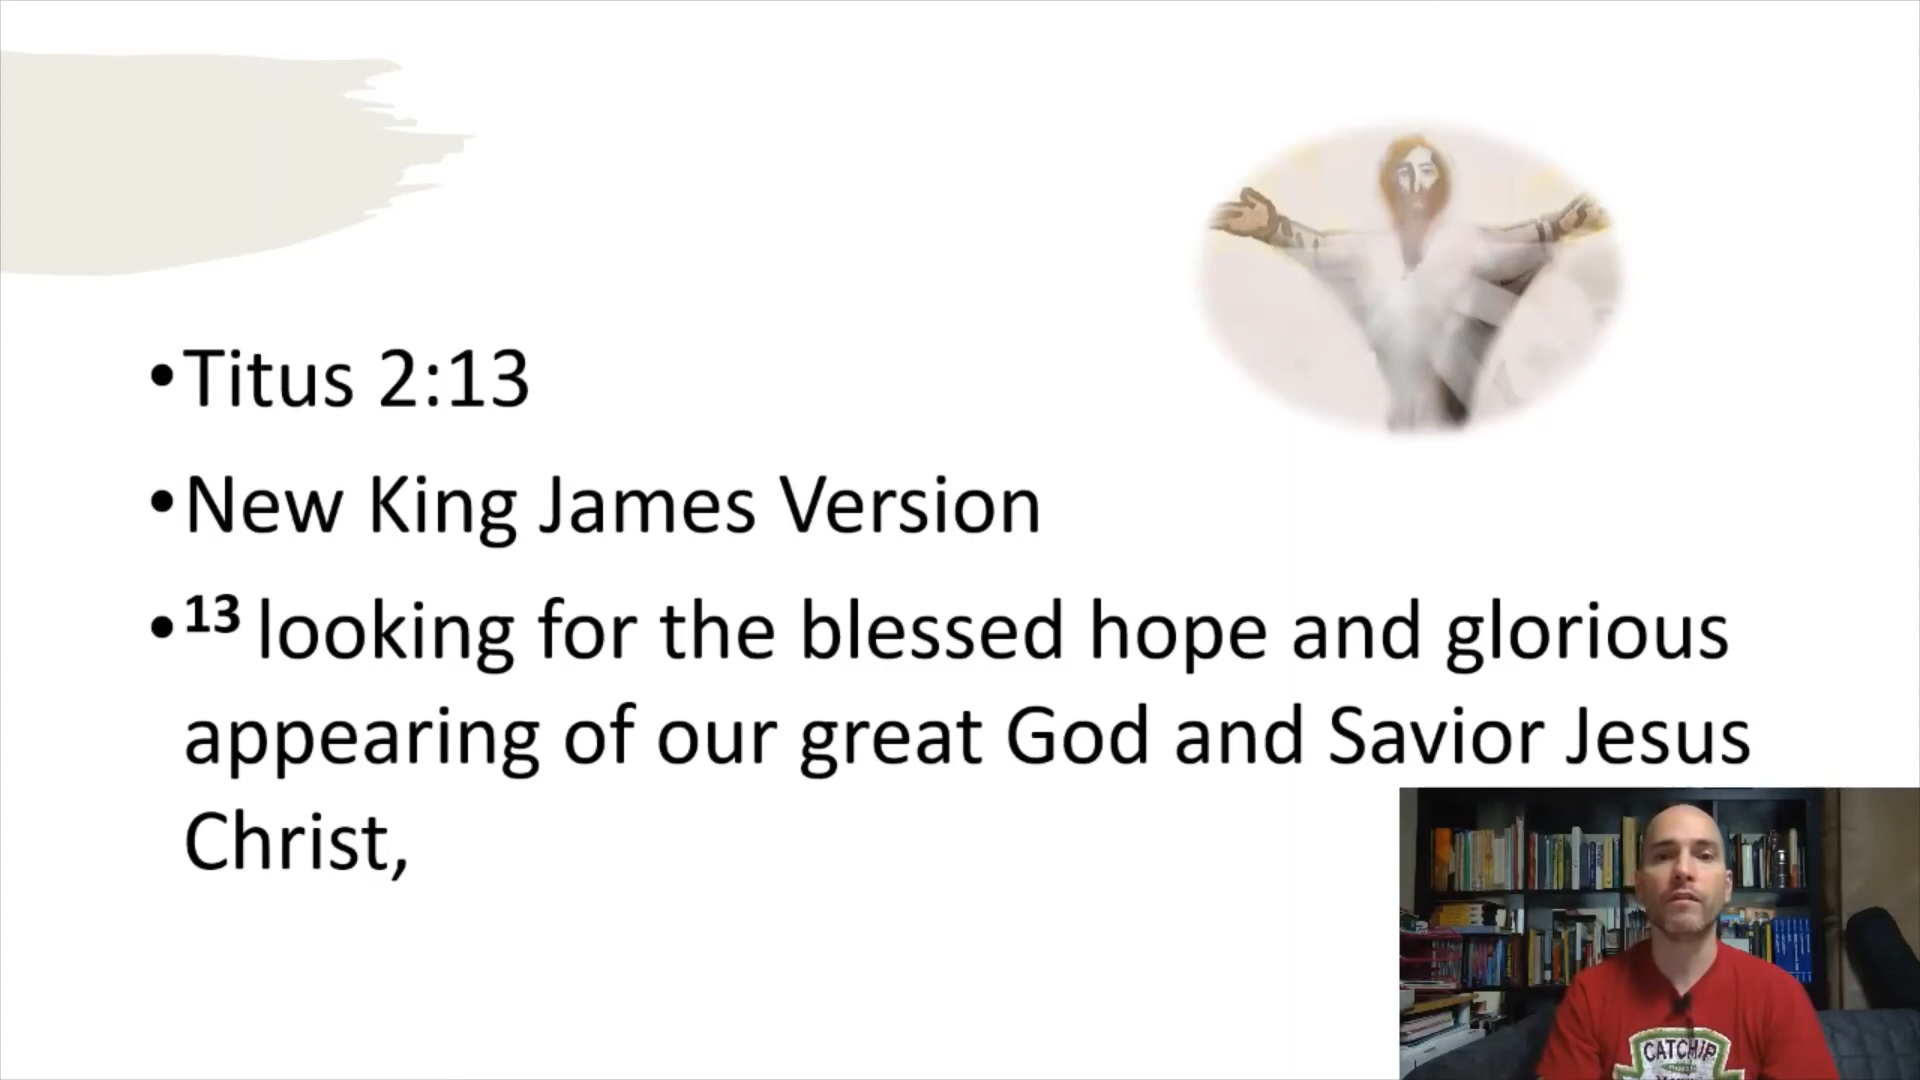 •Titus 2:13
•New King James Version
•13 looking for the blessed hope and glorious
appearing of our great God and Savior Jesus
Christ,
CATCHUP